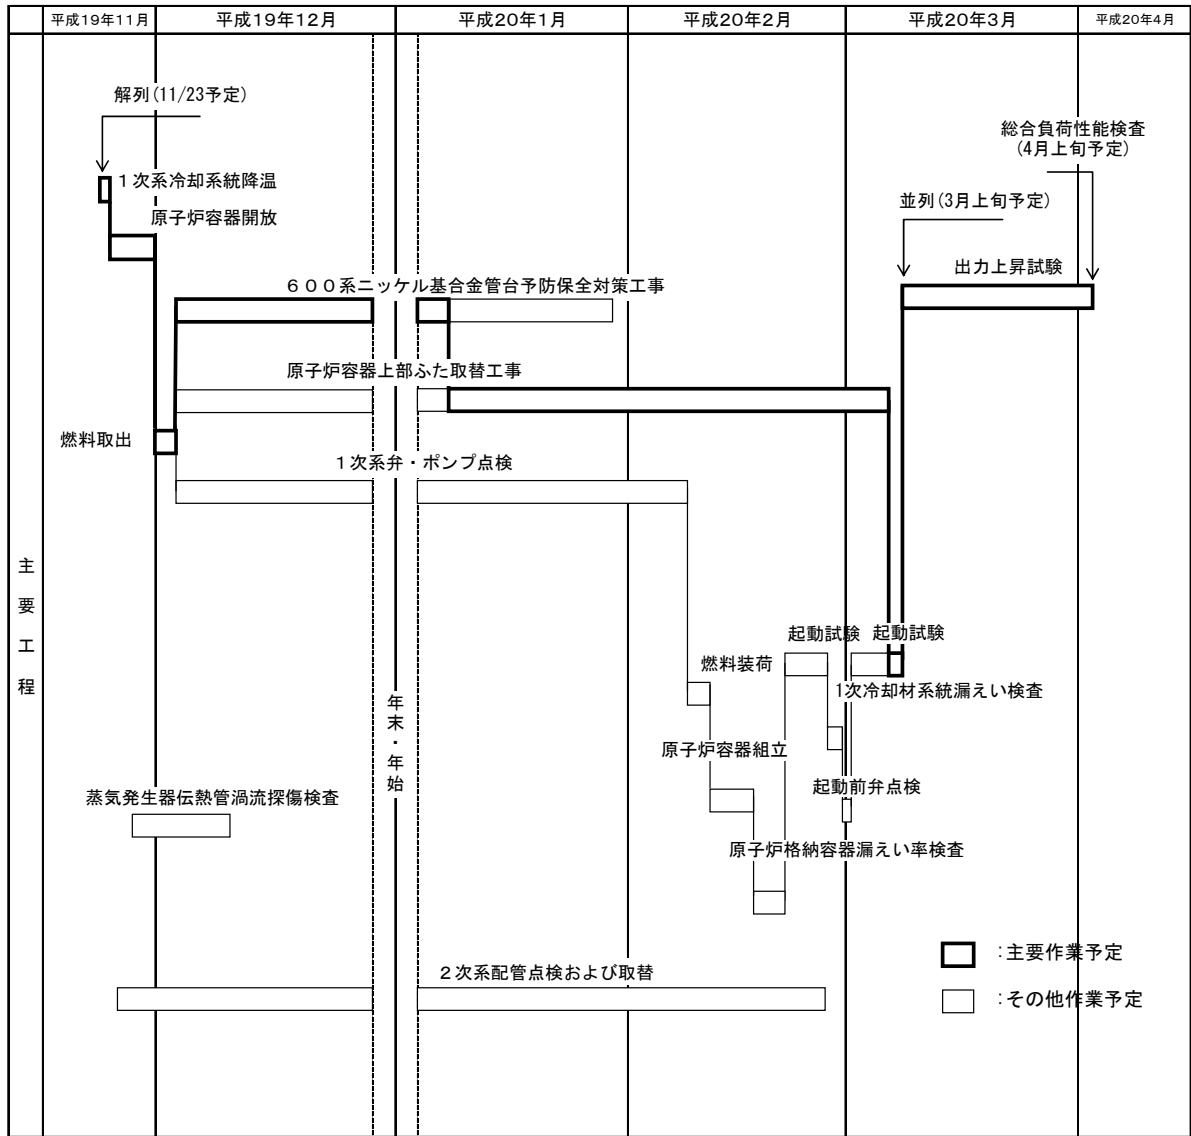 平成19年11月
平成19年12月
平成20年1月
平成20年2月
平成20年3月
平成20年4月
主要工程
解列(11/23予定)
総合負荷性能検査
(4月上旬予定)
1次系冷却系統降温
並列(3月上旬予定)
原子炉容器開放
出力上昇試験
600系ニッケル基合金管台予防保全対策工事
原子炉容器上部ふた取替工事
燃料取出
1次系弁・ポンプ点検
起動試験
起動試験
燃料装荷
1次冷却材系統漏えい検査
年末・年始
原子炉容器組立
起動前弁点検
蒸気発生器伝熱管渦流探傷検査
原子炉格納容器漏えい率検査
:主要作業予定
2次系配管点検および取替
:その他作業予定